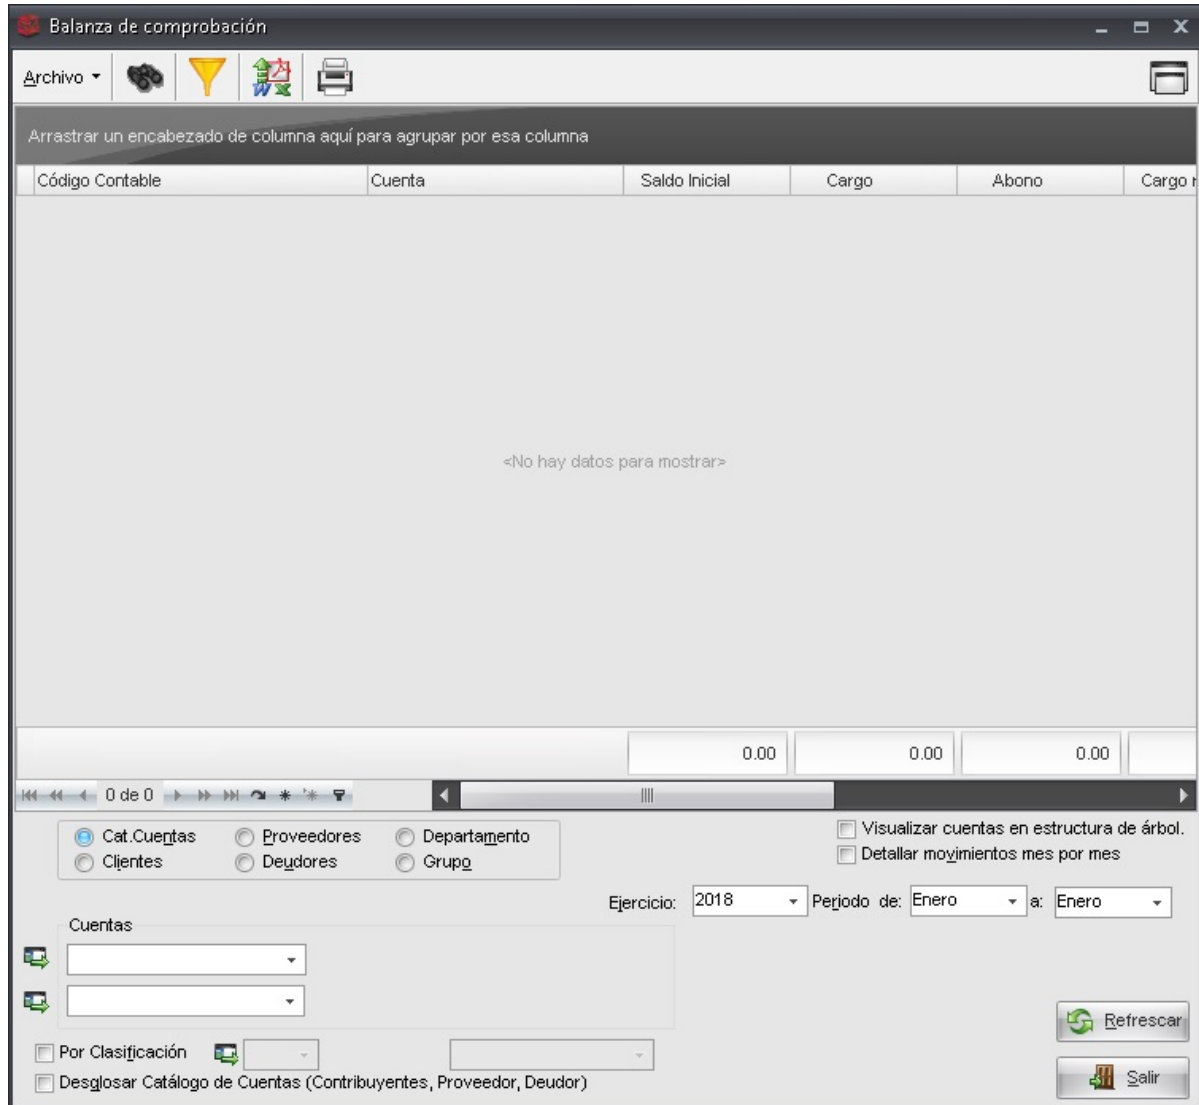 Balanza de comprobación
Archivo
Arrastrar un encabezado de columna aquí para agrupar por esa columna
Código Contable Cuenta Saldo Inicial Cargo Abono Cargo
<No hay datos para mostrar>
0.00 0.00 0.00
0 de 0
Cat.Cuentas Proveedores Departamento
Clientes Deudores Grupo
Visualizar cuentas en estructura de árbol.
Detallar movimientos mes por mes
Ejercicio: 2018 Periodo de: Enero a: Enero
Cuentas
Refrescar
Por Clasificación
Desglosar Catálogo de Cuentas (Contribuyentes, Proveedor, Deudor)
Salir